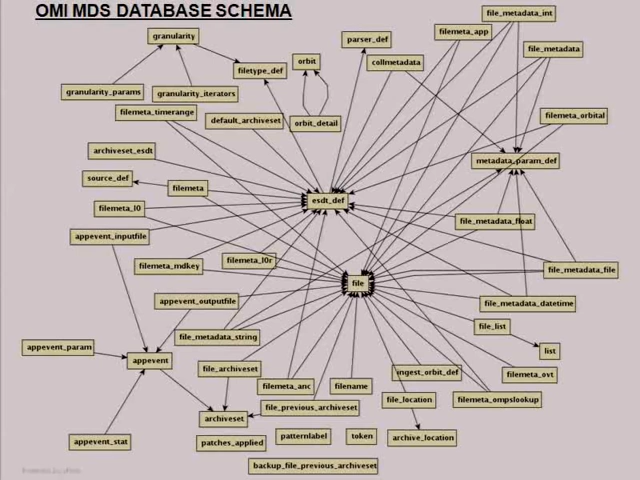 OMI MDS DATABASE SCHEMA
file_metadata_int
granularity
parser_def
filemeta_app
file_metadata
filetype_def
orbit
collmetadata
granularity_params
granularity_iterators
filemeta_timerange
default_archiveset
orbit_detail
filemeta_orbital
archiveset_esdt
metadata_param_def
source_def
filemeta
esdt_def
filemeta_l0
file_metadata_float
appevent_inputfile
filemeta_mdkey
filemeta_l0r
file_metadata_file
file
appevent_outputfile
file_metadata_datetime
file_metadata_string
file_list
appevent_param
appevent
list
file_archiveset
ingest_orbit_def
filemeta_ovt
filemeta_anc
filename
file_location
filemeta_ompslookup
file_previous_archiveset
archiveset
appevent_stat
patches_applied
patternlabel
token
archive_location
backup_file_previous_archiveset